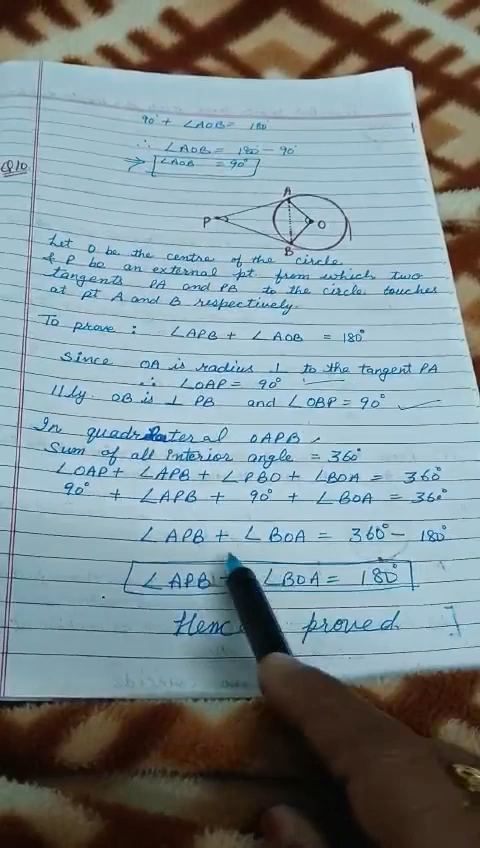 90° + ∠AOB = 180°
∴ ∠AOB = 180 - 90°
⇒ ∠AOB = 90°
Q10
A
P
O
B
Let O be the centre of the circle
& P be an external pt. from which two
tangents PA and PB to the circle touches
at pt A and B respectively.
To prove : ∠APB + ∠AOB = 180°
Since OA is radius ⊥ to the tangent PA
∴ ∠OAP = 90°
llly. OB is ⊥ PB and ∠OBP = 90°
In quadrilateral OAPB,
Sum of all interior angle = 360°
∠OAP + ∠APB + ∠PBO + ∠BOA = 360°
90° + ∠APB + 90° + ∠BOA = 360°
∠APB + ∠BOA = 360° - 180°
∠APB + ∠BOA = 180°
proved